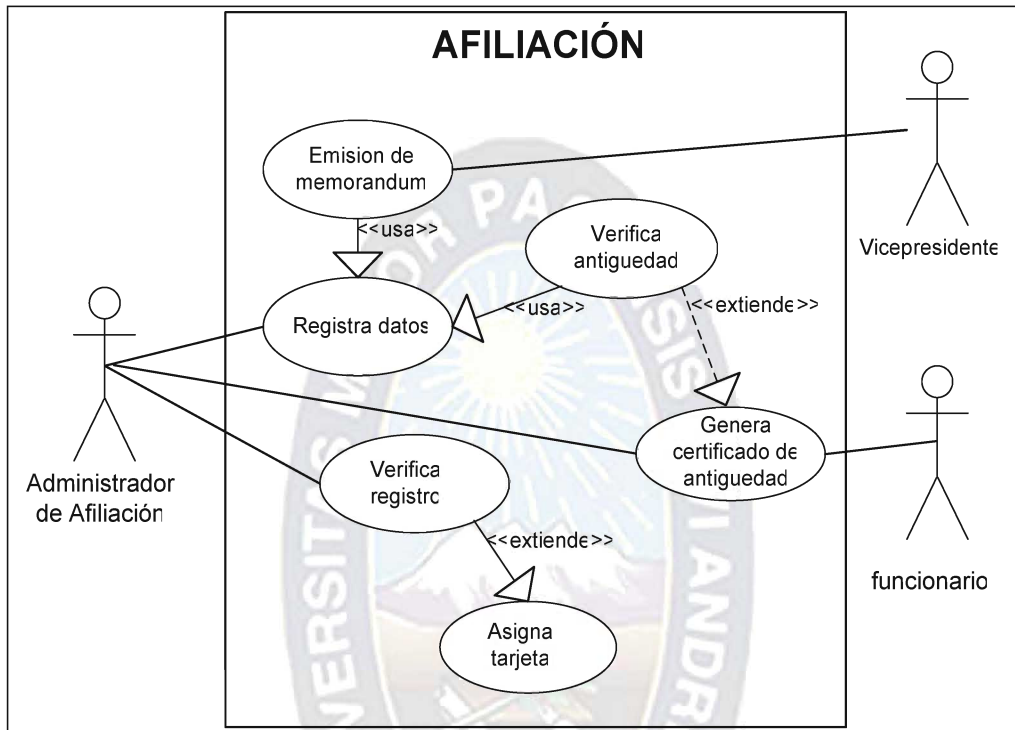 AFILIACIÓN
Emision de
memorandum
<<usa>>
Verifica
antiguedad
Vicepresidente
<<usa>>
<<extiende>>
Registra datos
Administrador
de Afiliación
Genera
certificado de
antiguedad
funcionario
Verifica
registro
<<extiende>>
Asigna
tarjeta